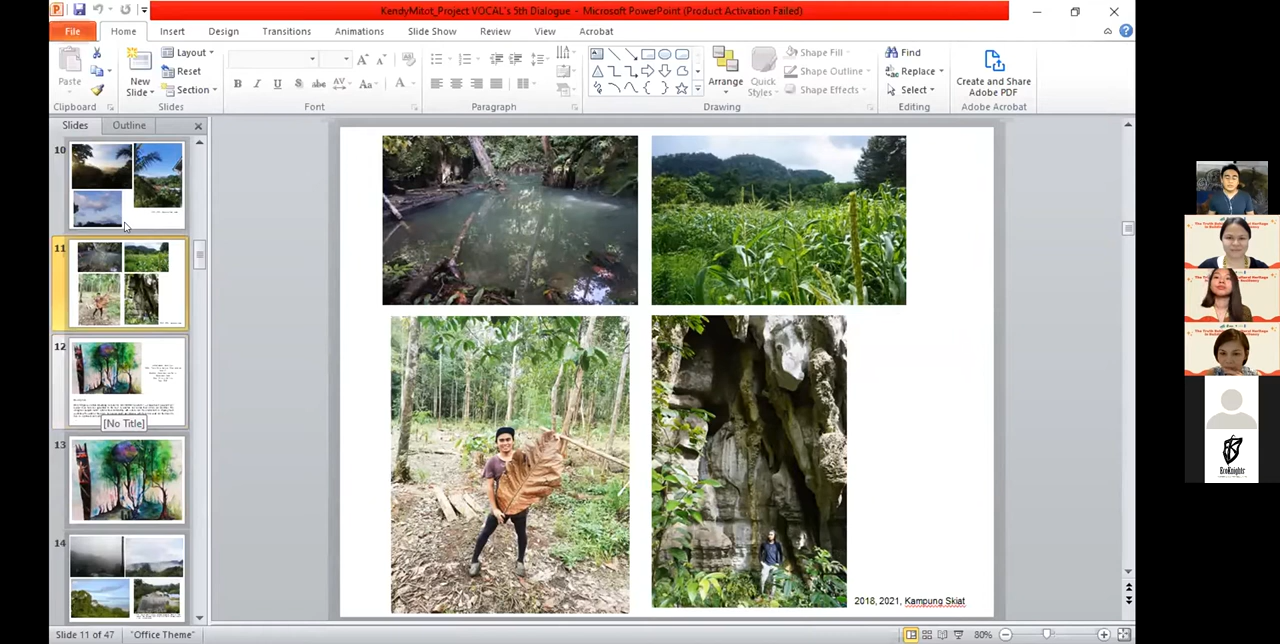 KendyMitot_Project VOCAL's 5th Dialogue - Microsoft PowerPoint (Product Activation Failed)
File Home Insert Design Transitions Animations Slide Show Review View Acrobat
Paste
New Slide
Layout
Reset
Section
Arrange
Quick Styles
Shape Fill
Shape Outline
Shape Effects
Find
Replace
Select
Create and Share Adobe PDF
Clipboard Slides Font Paragraph Drawing Editing Adobe Acrobat
Slides Outline
10
11
12
[No Title]
13
14
2018, 2021, Kampung Skiat
EcoKnights
Slide 11 of 47 "Office Theme" 80%